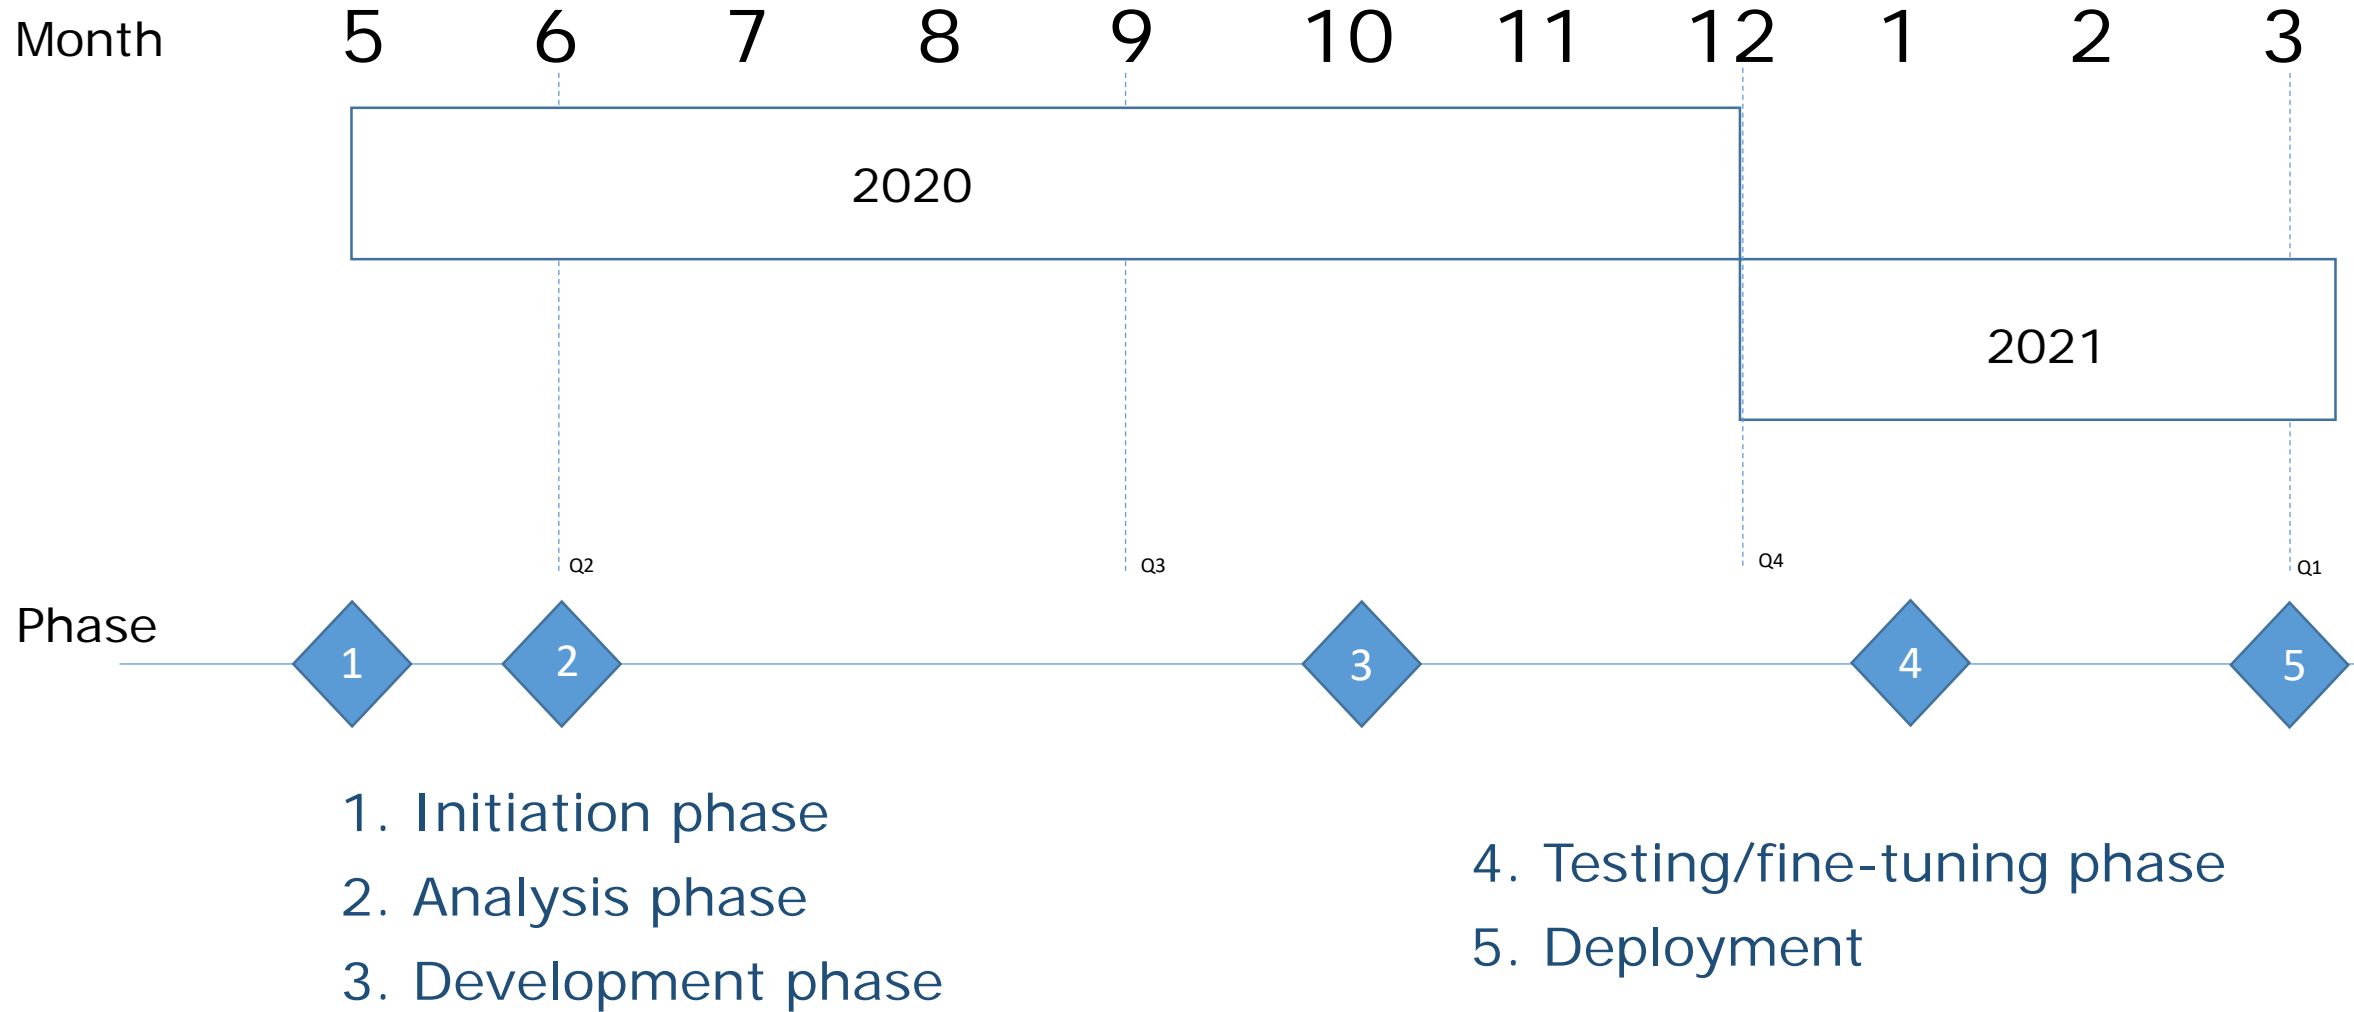 Month 5 6 7 8 9 10 11 12 1 2 3
2020
2021
Q2 Q3 Q4 Q1
Phase
1 2 3 4 5
1. Initiation phase
2. Analysis phase
3. Development phase
4. Testing/fine-tuning phase
5. Deployment